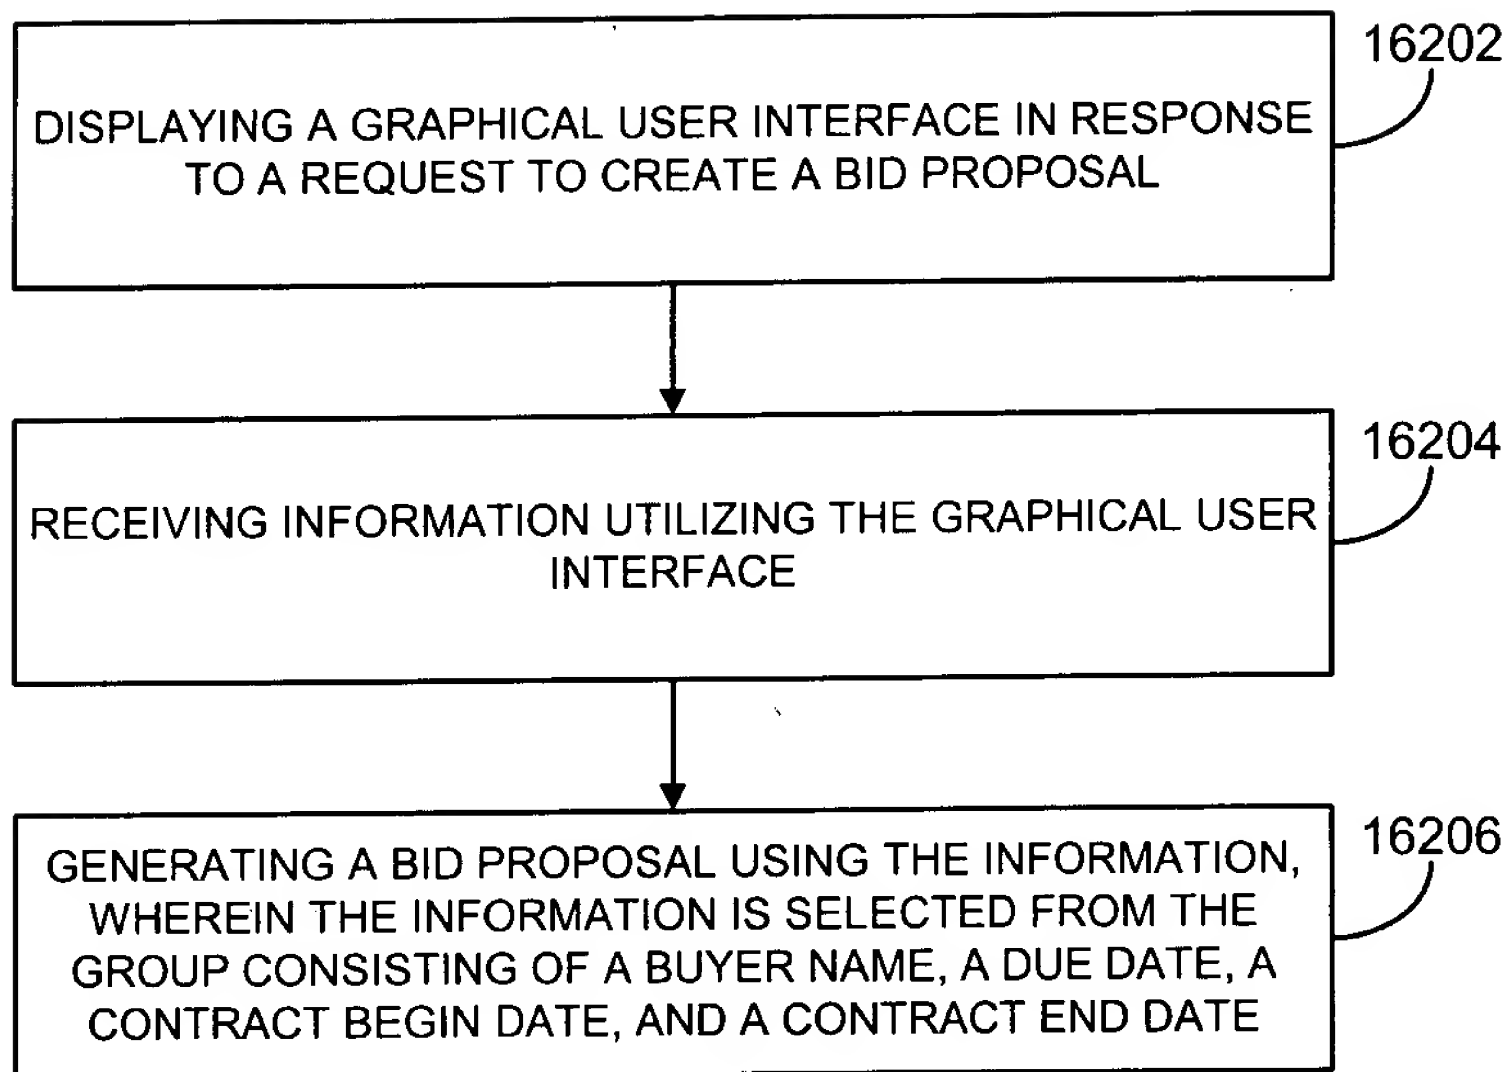 16202
DISPLAYING A GRAPHICAL USER INTERFACE IN RESPONSE
TO A REQUEST TO CREATE A BID PROPOSAL
16204
RECEIVING INFORMATION UTILIZING THE GRAPHICAL USER
INTERFACE
16206
GENERATING A BID PROPOSAL USING THE INFORMATION,
WHEREIN THE INFORMATION IS SELECTED FROM THE
GROUP CONSISTING OF A BUYER NAME, A DUE DATE, A
CONTRACT BEGIN DATE, AND A CONTRACT END DATE